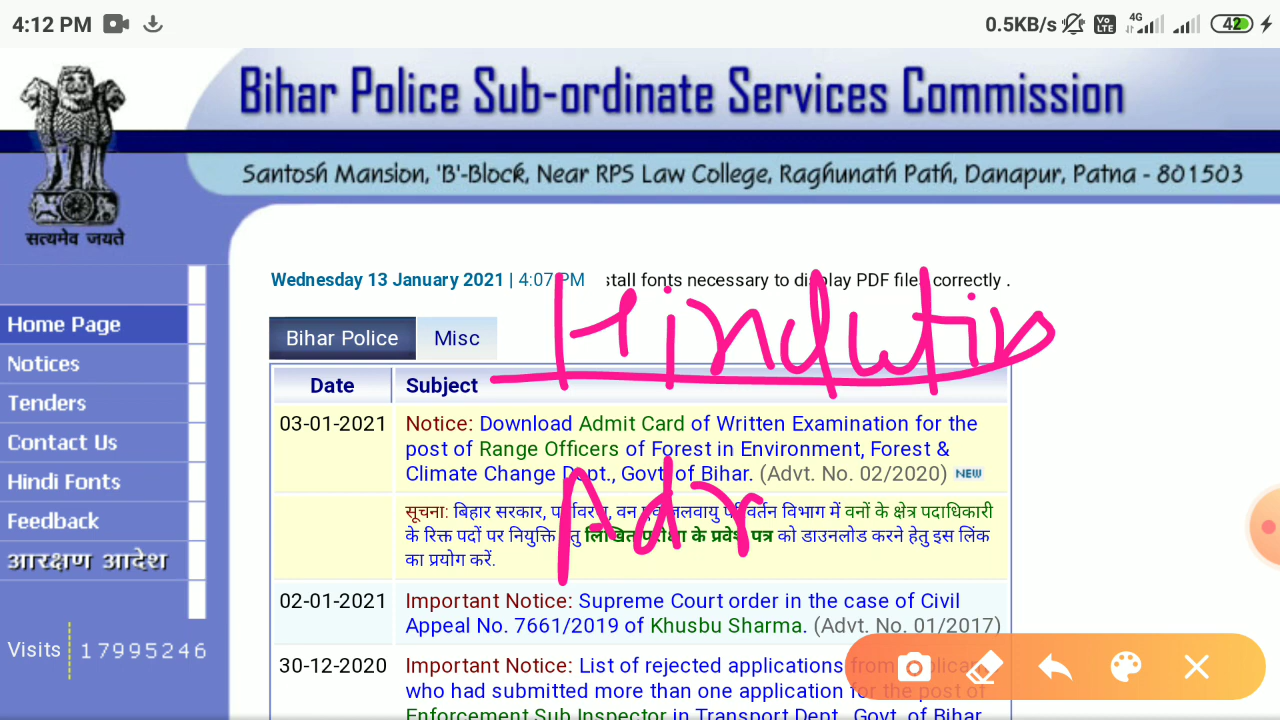 4:12 PM 0.5KB/s Vo LTE 4G 42
Bihar Police Sub-ordinate Services Commission
Santosh Mansion, 'B'-Block, Near RPS Law College, Raghunath Path, Danapur, Patna - 801503
सत्यमेव जयते
Wednesday 13 January 2021 | 4:07 PM stall fonts necessary to display PDF files correctly .
Home Page
Notices
Tenders
Contact Us
Hindi Fonts
Feedback
आरक्षण आदेश
Visits 17995246
Bihar Police Misc
Date Subject
03-01-2021 Notice: Download Admit Card of Written Examination for the
post of Range Officers of Forest in Environment, Forest &
Climate Change Dept., Govt. of Bihar. (Advt. No. 02/2020) NEW
सूचना: बिहार सरकार, पर्यावरण, वन एवं जलवायु परिवर्तन विभाग में वनों के क्षेत्र पदाधिकारी
के रिक्त पदों पर नियुक्ति हेतु लिखित परीक्षा के प्रवेश पत्र को डाउनलोड करने हेतु इस लिंक
का प्रयोग करें.
02-01-2021 Important Notice: Supreme Court order in the case of Civil
Appeal No. 7661/2019 of Khusbu Sharma. (Advt. No. 01/2017)
30-12-2020 Important Notice: List of rejected applications from applicants
who had submitted more than one application for the post of
Enforcement Sub Inspector in Transport Dept., Govt. of Bihar
Adr